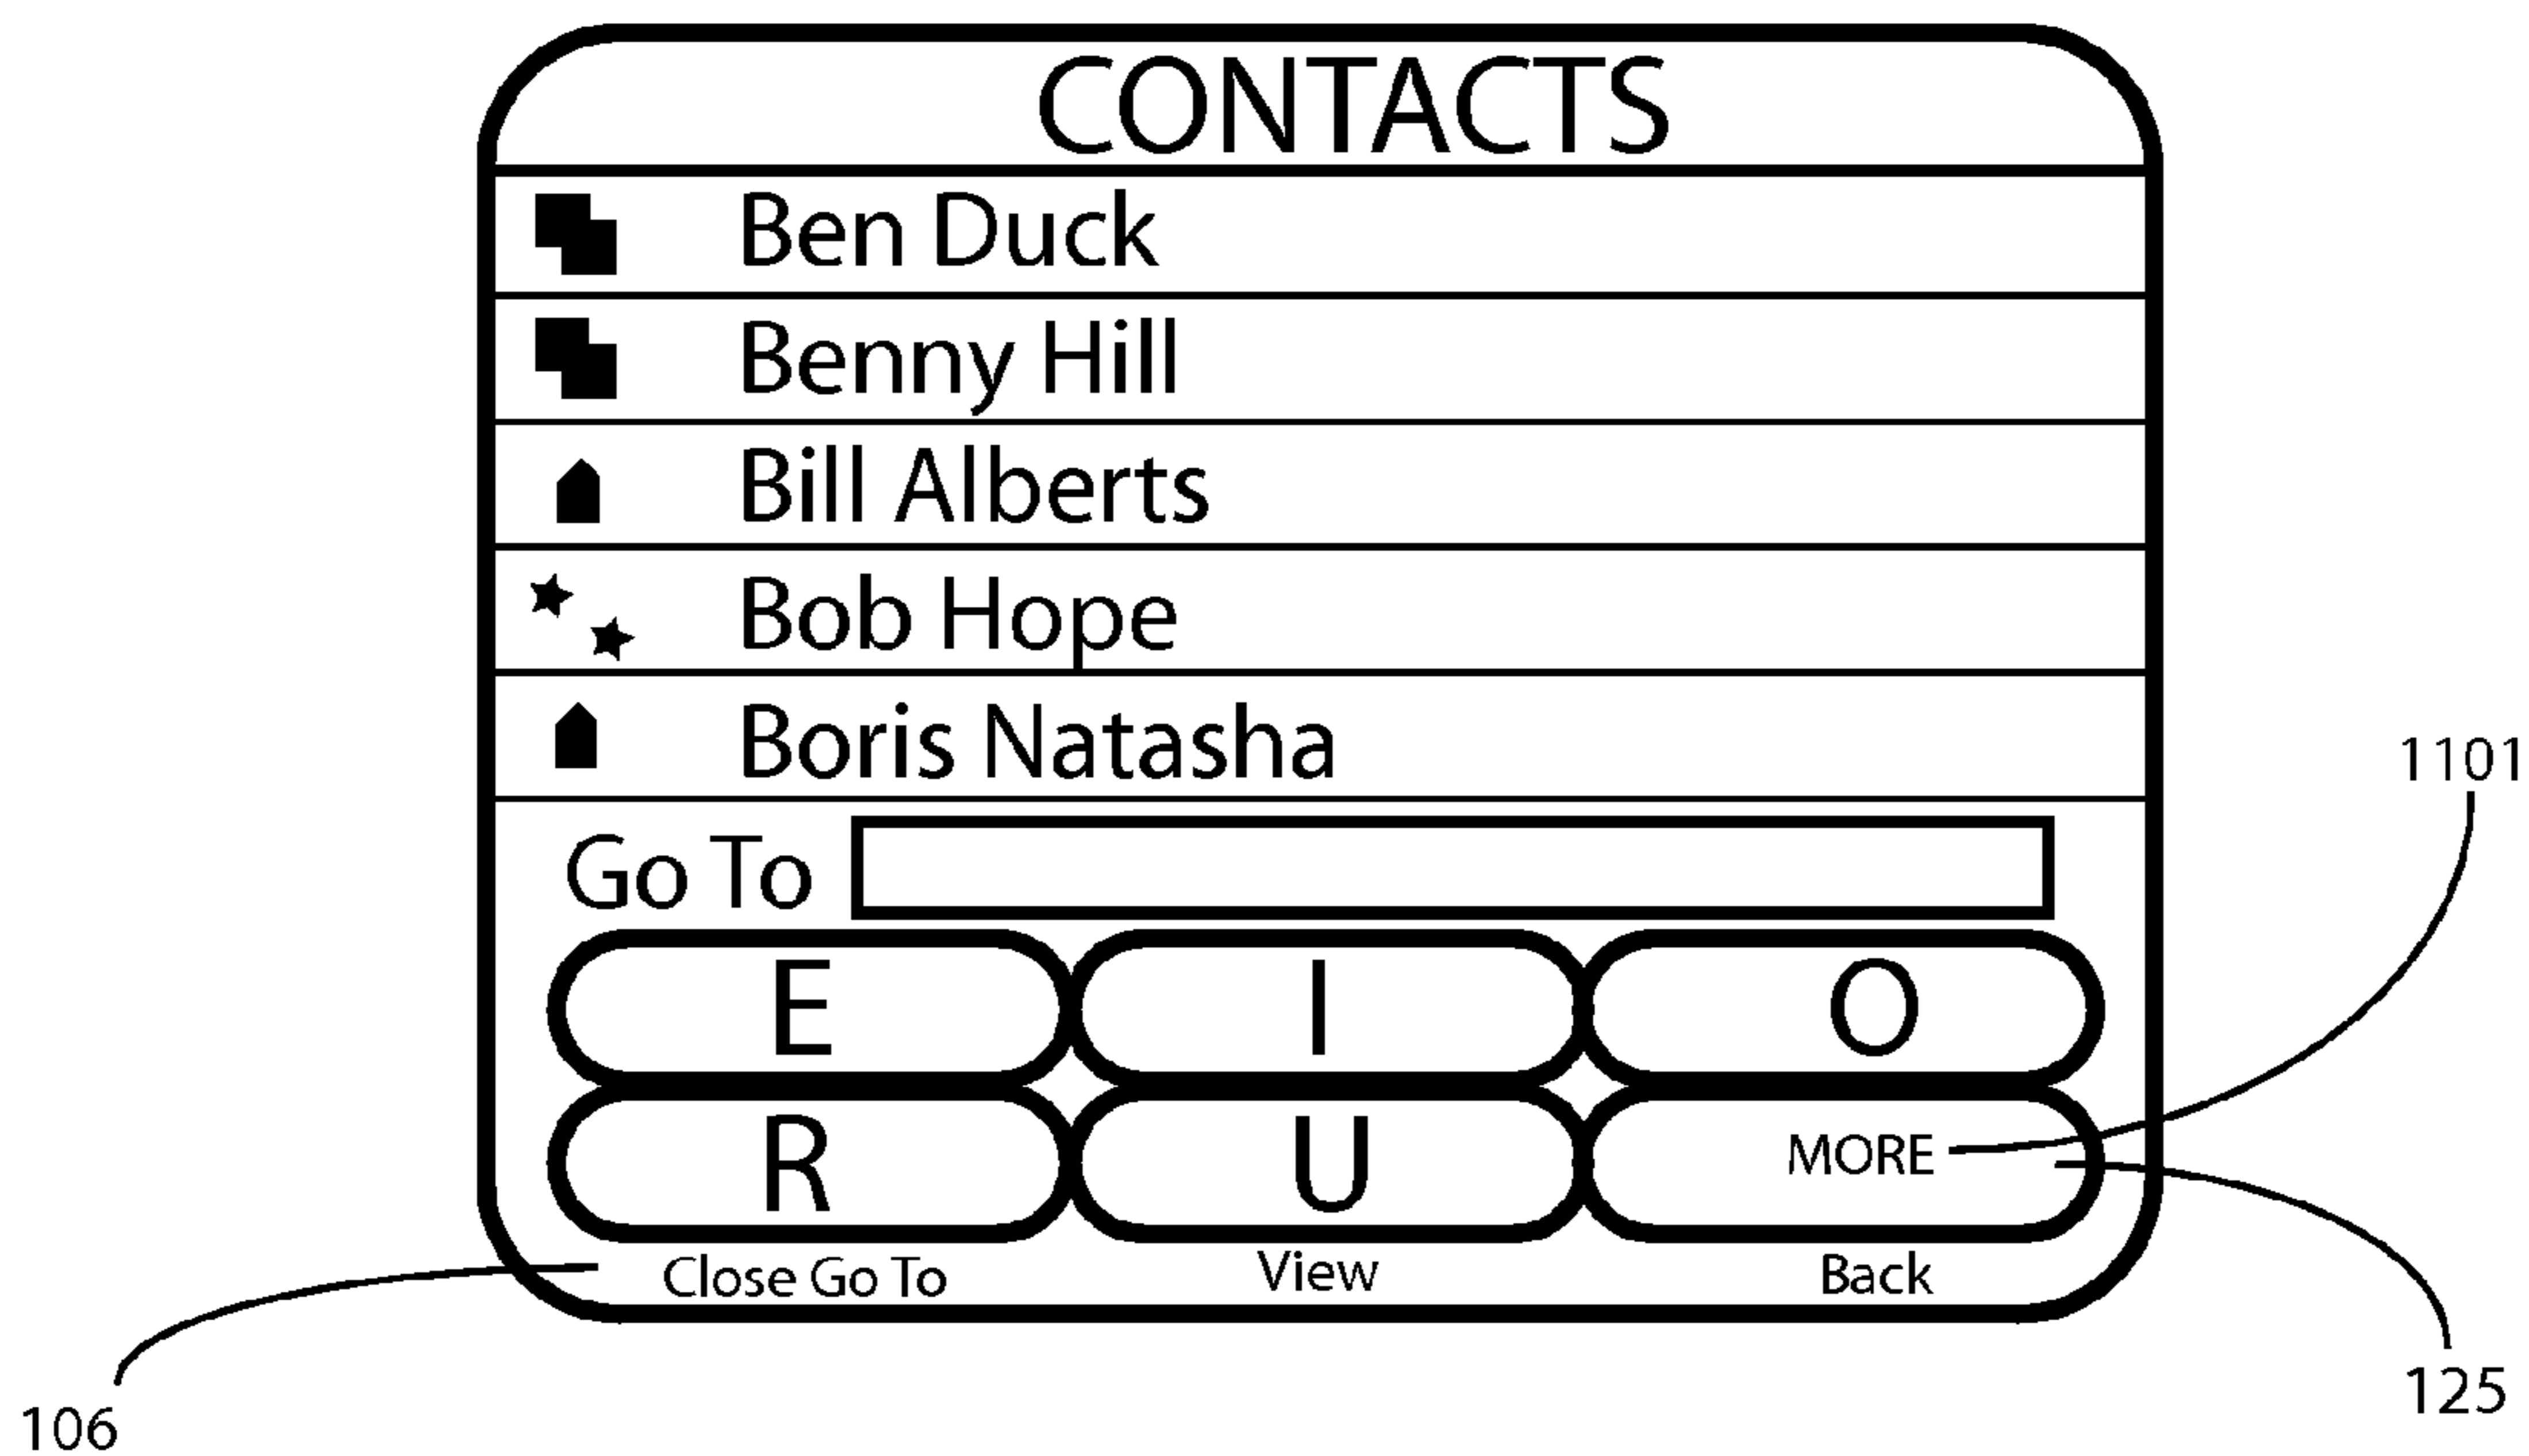 CONTACTS
Ben Duck
Benny Hill
Bill Alberts
Bob Hope
Boris Natasha
1101
Go To
E I O
R U MORE
Close Go To View Back
125
106